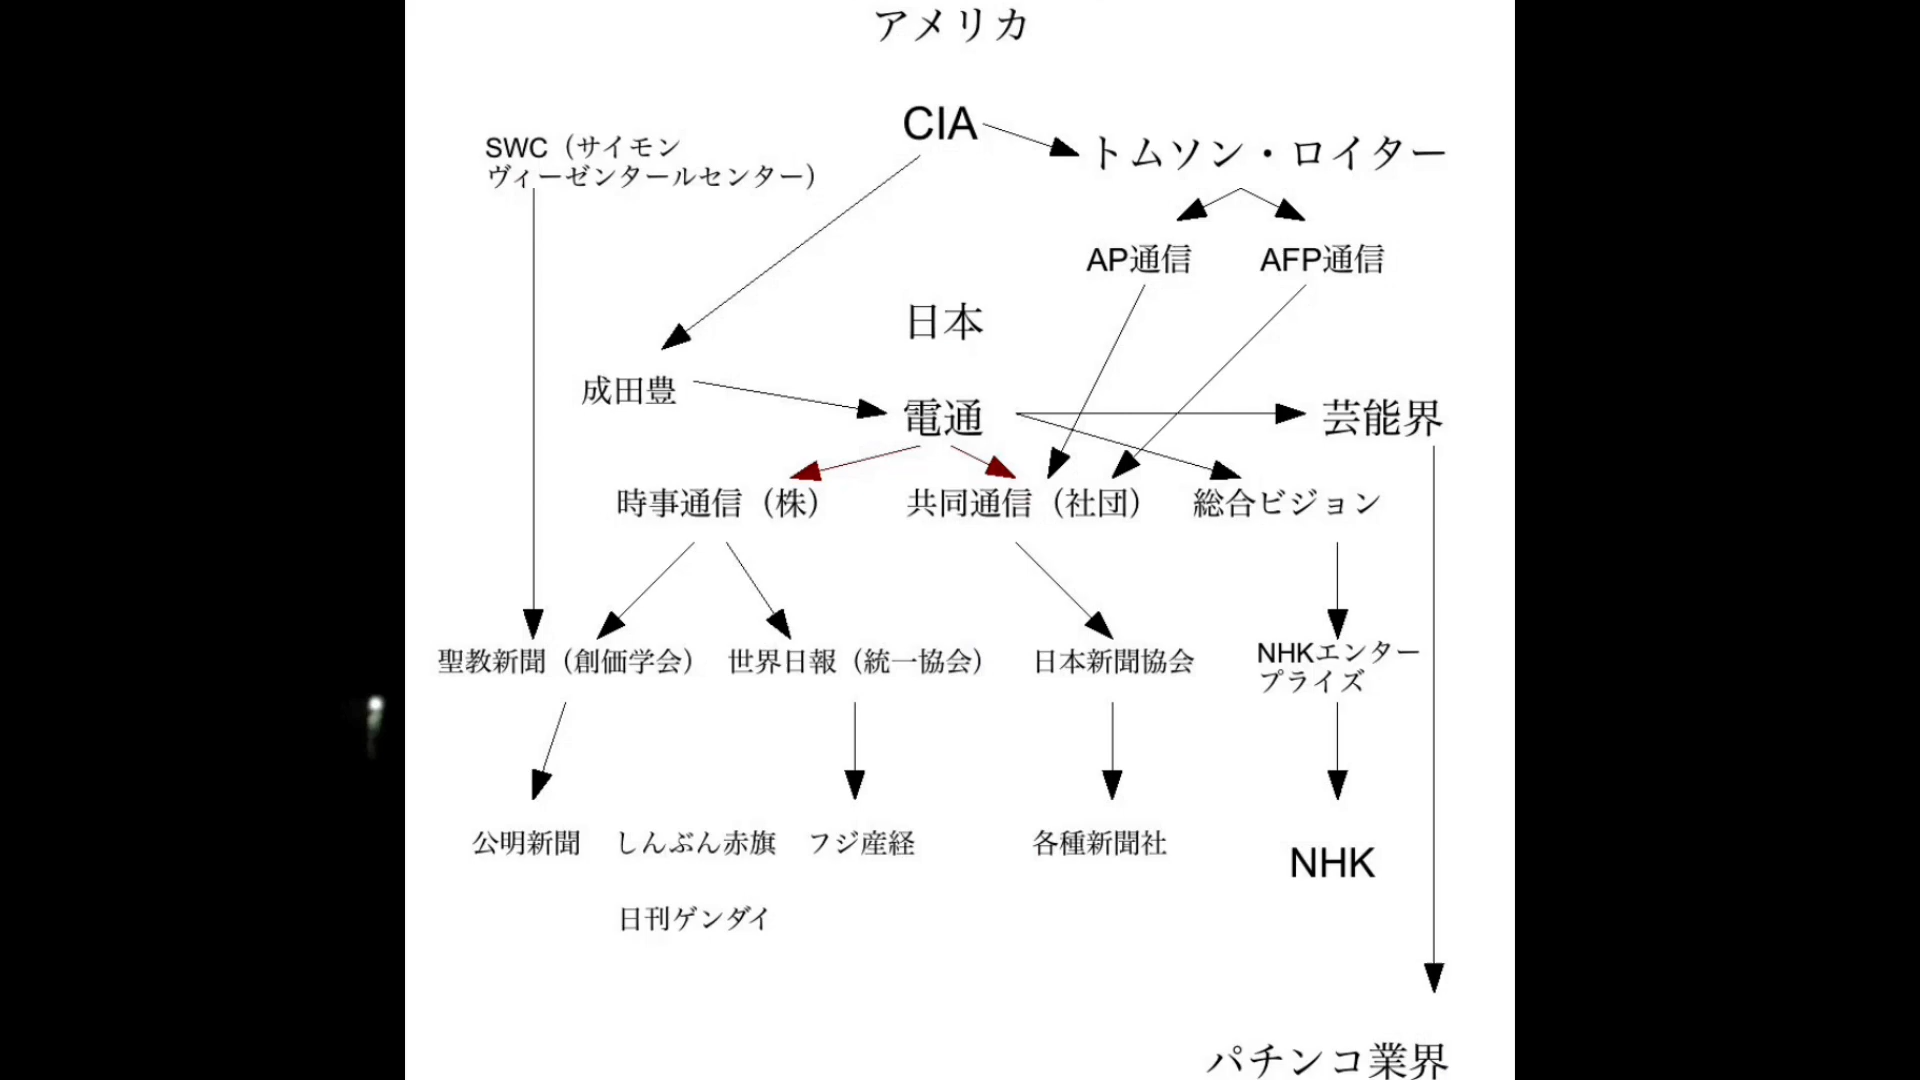 アメリカ
CIA
SWC（サイモン
ヴィーゼンタールセンター）
トムソン・ロイター
AP通信
AFP通信
日本
成田豊
電通
芸能界
時事通信（株）
共同通信（社団）
総合ビジョン
聖教新聞（創価学会）
世界日報（統一協会）
日本新聞協会
NHKエンター
プライズ
公明新聞
しんぶん赤旗
フジ産経
各種新聞社
NHK
日刊ゲンダイ
パチンコ業界